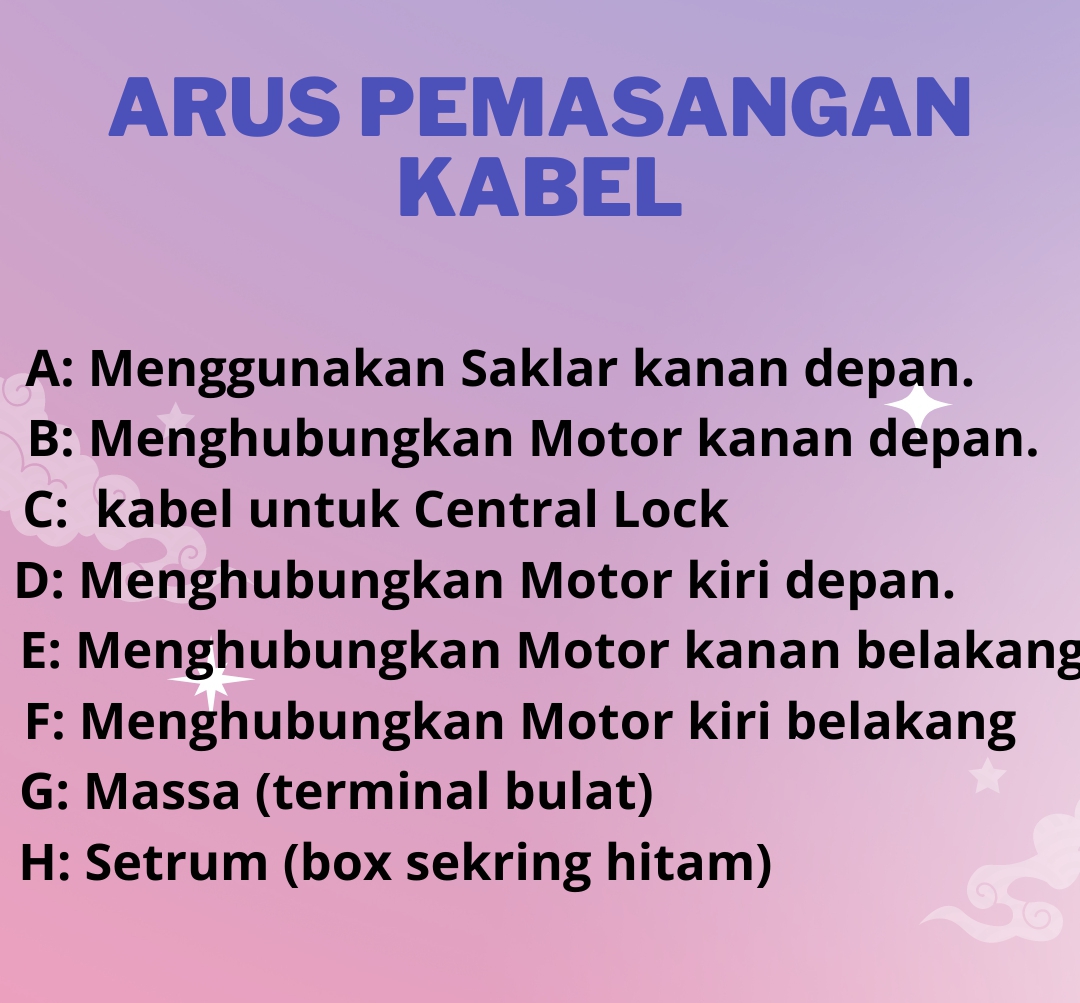 ARUS PEMASANGAN
KABEL
A: Menggunakan Saklar kanan depan.
B: Menghubungkan Motor kanan depan.
C: kabel untuk Central Lock
D: Menghubungkan Motor kiri depan.
E: Menghubungkan Motor kanan belakang
F: Menghubungkan Motor kiri belakang
G: Massa (terminal bulat)
H: Setrum (box sekring hitam)